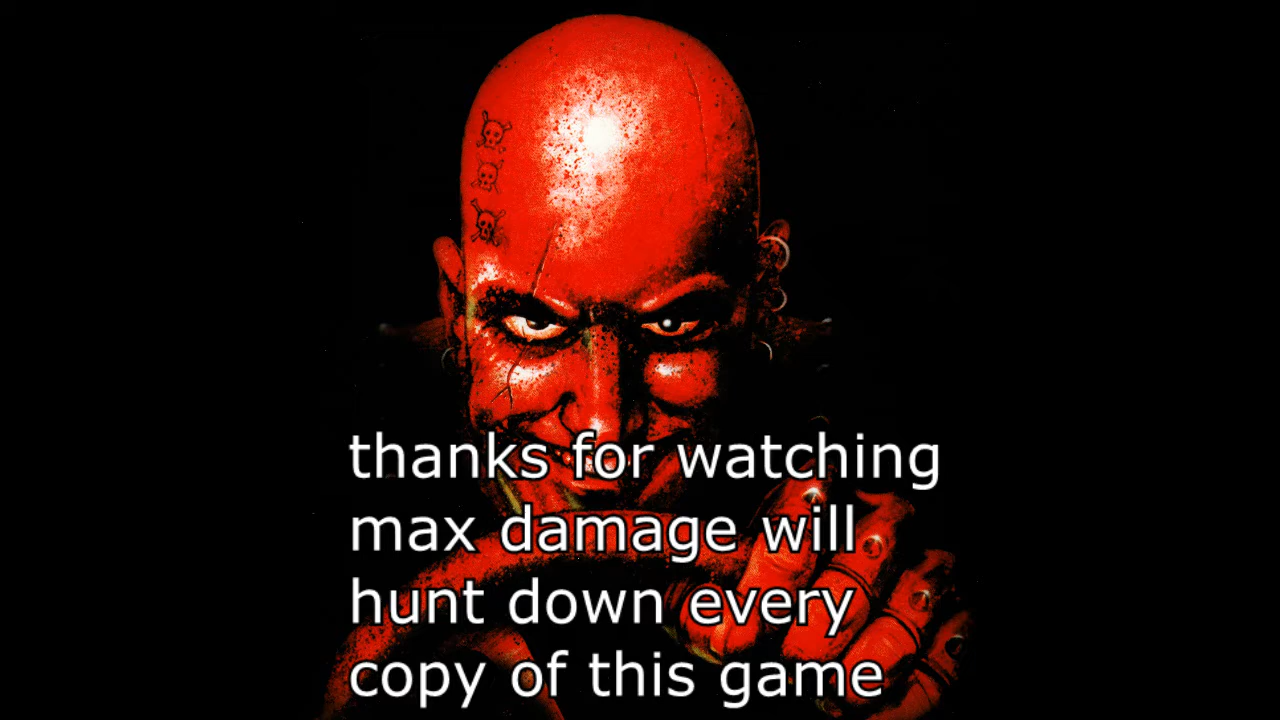 thanks for watching
max damage will
hunt down every
copy of this game